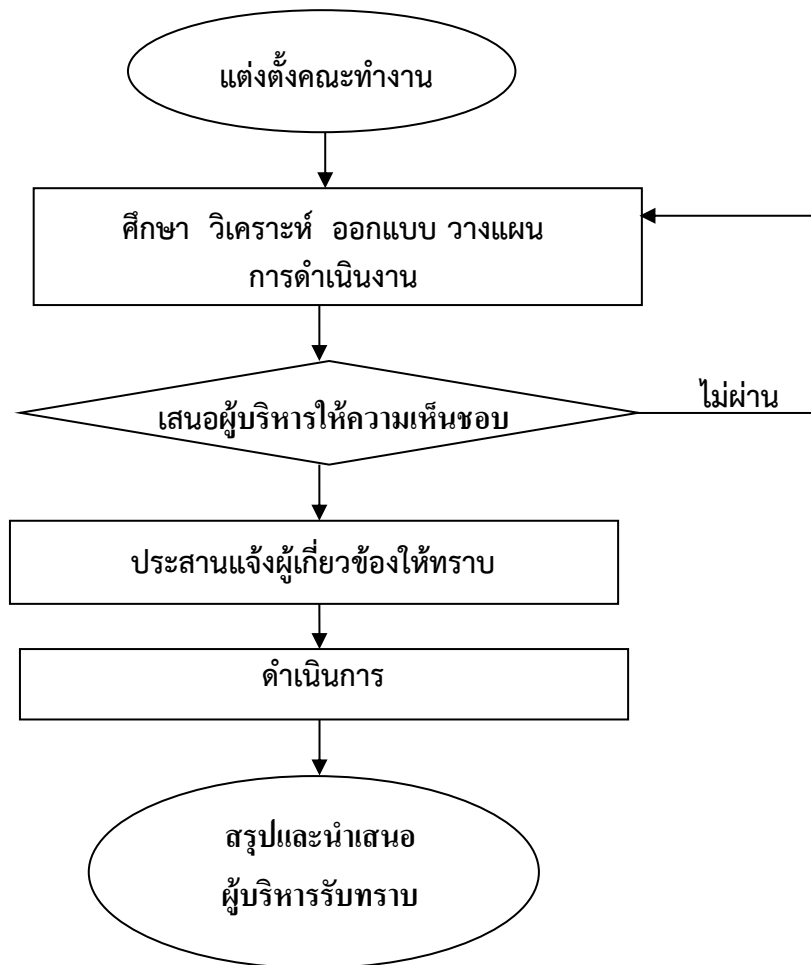 แต่งตั้งคณะทำงาน
ศึกษา วิเคราะห์ ออกแบบ วางแผน
การดำเนินงาน
เสนอผู้บริหารให้ความเห็นชอบ
ไม่ผ่าน
ประสานแจ้งผู้เกี่ยวข้องให้ทราบ
ดำเนินการ
สรุปและนำเสนอ
ผู้บริหารรับทราบ